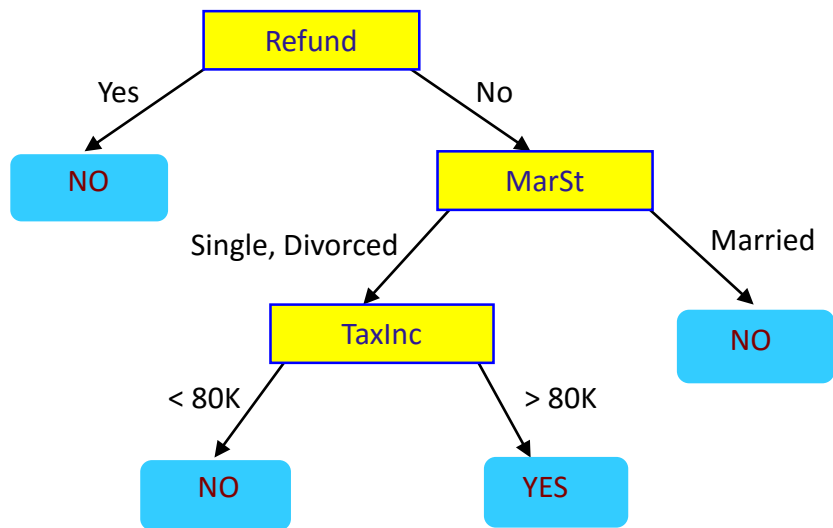 Refund
Yes
No
NO
MarSt
Single, Divorced
Married
TaxInc
NO
< 80K
> 80K
NO
YES